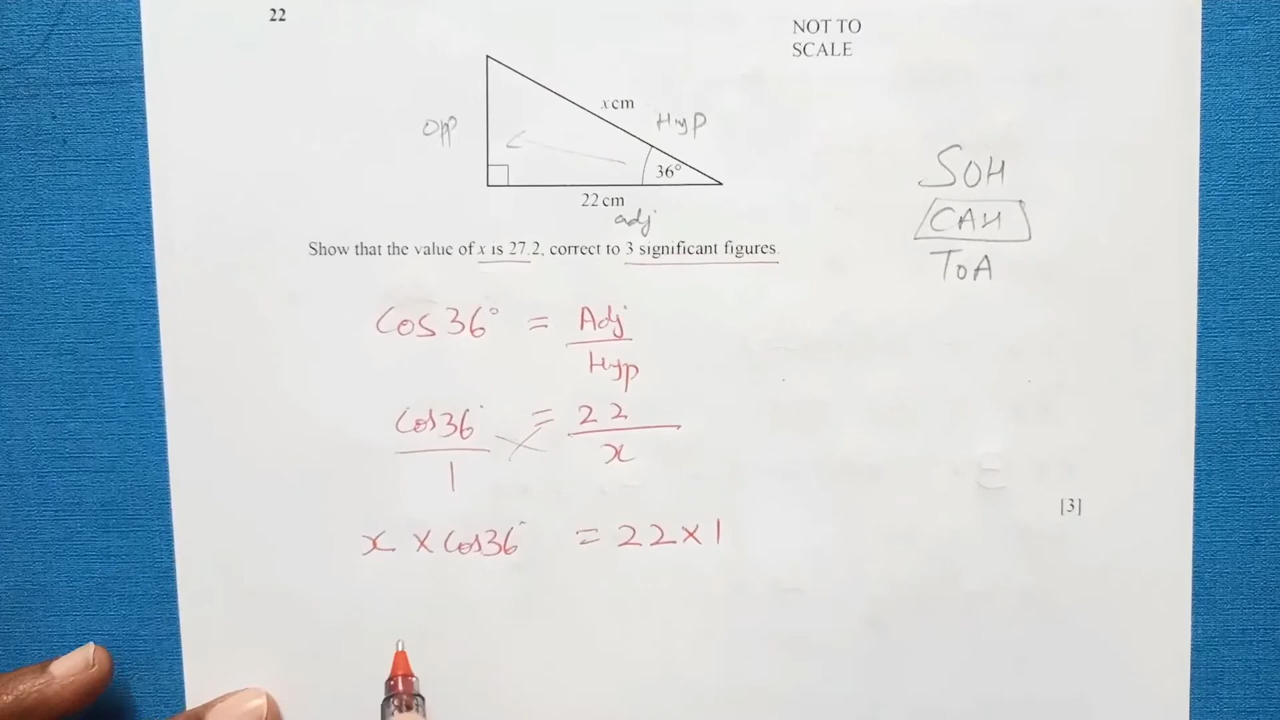 22
NOT TO
SCALE
x cm
Hyp
Opp
36°
22 cm
adj
SOH
CAH
TOA
Show that the value of x is 27.2, correct to 3 significant figures.
Cos 36° = Adj
Hyp
Cos36° = 22
1 x
x × Cos36° = 22 × 1
[3]